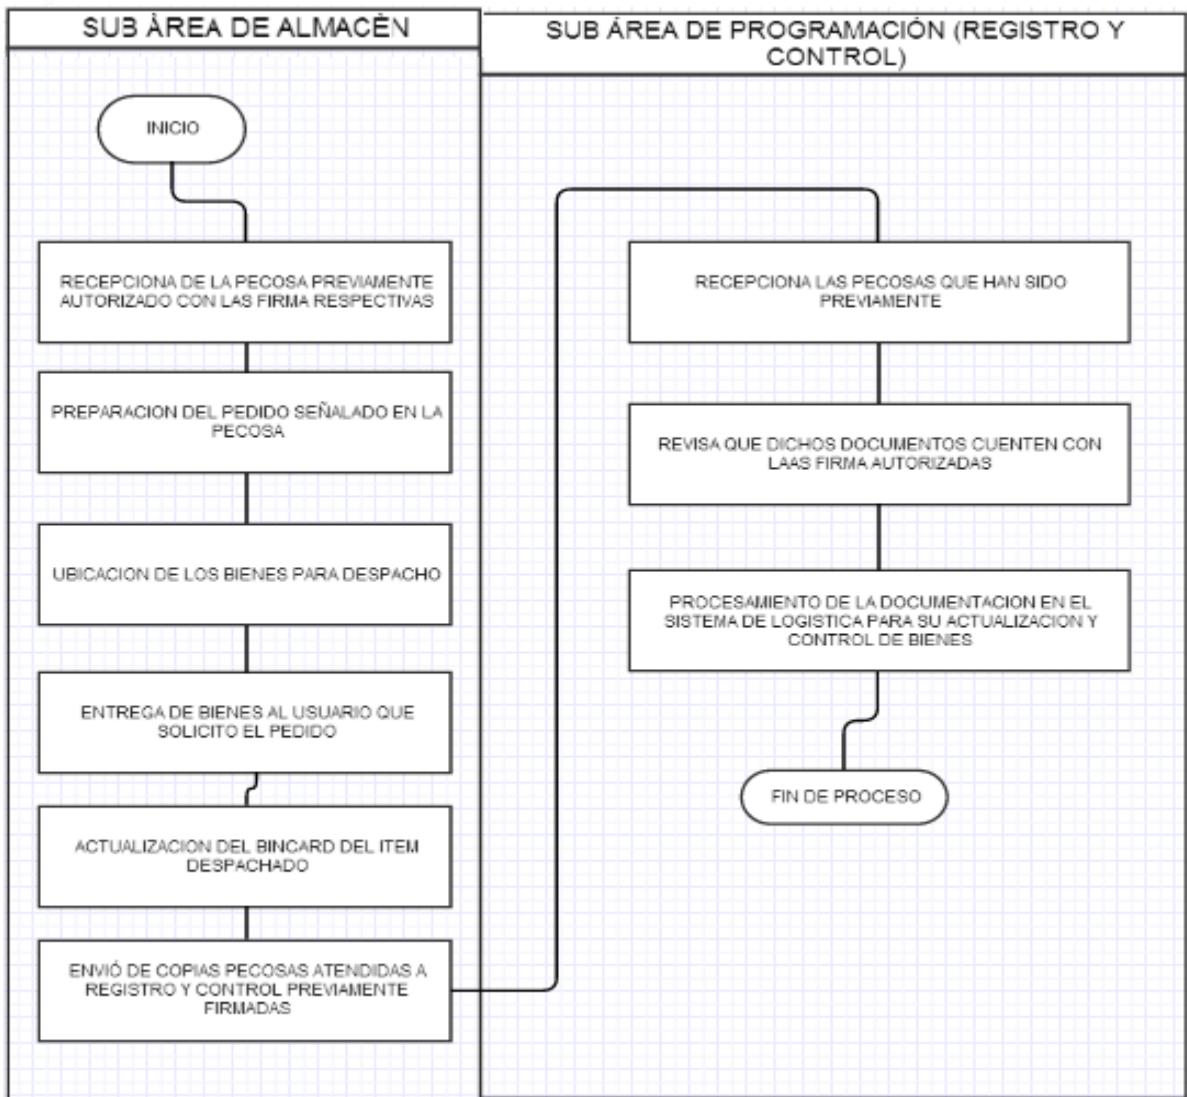 SUB ÀREA DE ALMACÈN
SUB ÁREA DE PROGRAMACIÓN (REGISTRO Y
CONTROL)
INICIO
RECEPCIONA DE LA PECOSA PREVIAMENTE
AUTORIZADO CON LAS FIRMA RESPECTIVAS
PREPARACION DEL PEDIDO SEÑALADO EN LA
PECOSA
UBICACION DE LOS BIENES PARA DESPACHO
ENTREGA DE BIENES AL USUARIO QUE
SOLICITO EL PEDIDO
ACTUALIZACION DEL BINCARD DEL ITEM
DESPACHADO
ENVIÓ DE COPIAS PECOSAS ATENDIDAS A
REGISTRO Y CONTROL PREVIAMENTE
FIRMADAS
RECEPCIONA LAS PECOSAS QUE HAN SIDO
PREVIAMENTE
REVISA QUE DICHOS DOCUMENTOS CUENTEN CON
LAAS FIRMA AUTORIZADAS
PROCESAMIENTO DE LA DOCUMENTACION EN EL
SISTEMA DE LOGISTICA PARA SU ACTUALIZACION Y
CONTROL DE BIENES
FIN DE PROCESO